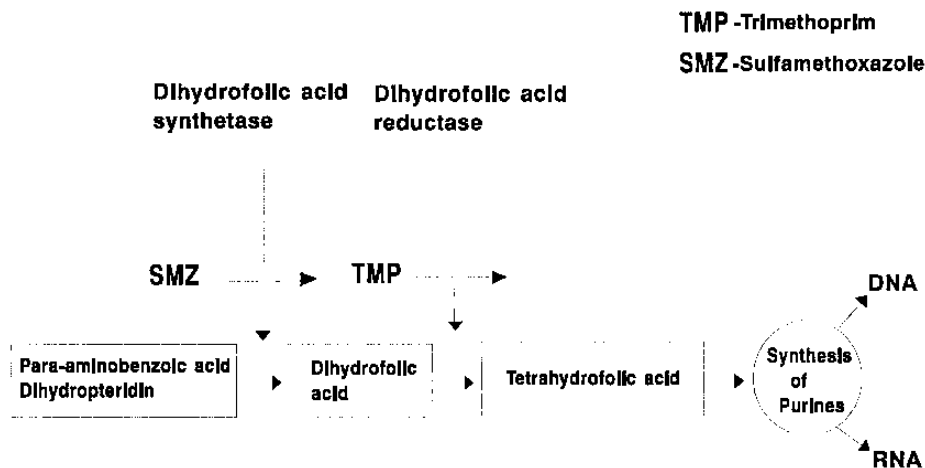 TMP -Trimethoprim
SMZ -Sulfamethoxazole
Dihydrofolic acid
synthetase
Dihydrofolic acid
reductase
SMZ
TMP
DNA
Para-aminobenzoic acid
Dihydropteridin
Dihydrofolic
acid
Tetrahydrofolic acid
Synthesis
of
Purines
RNA